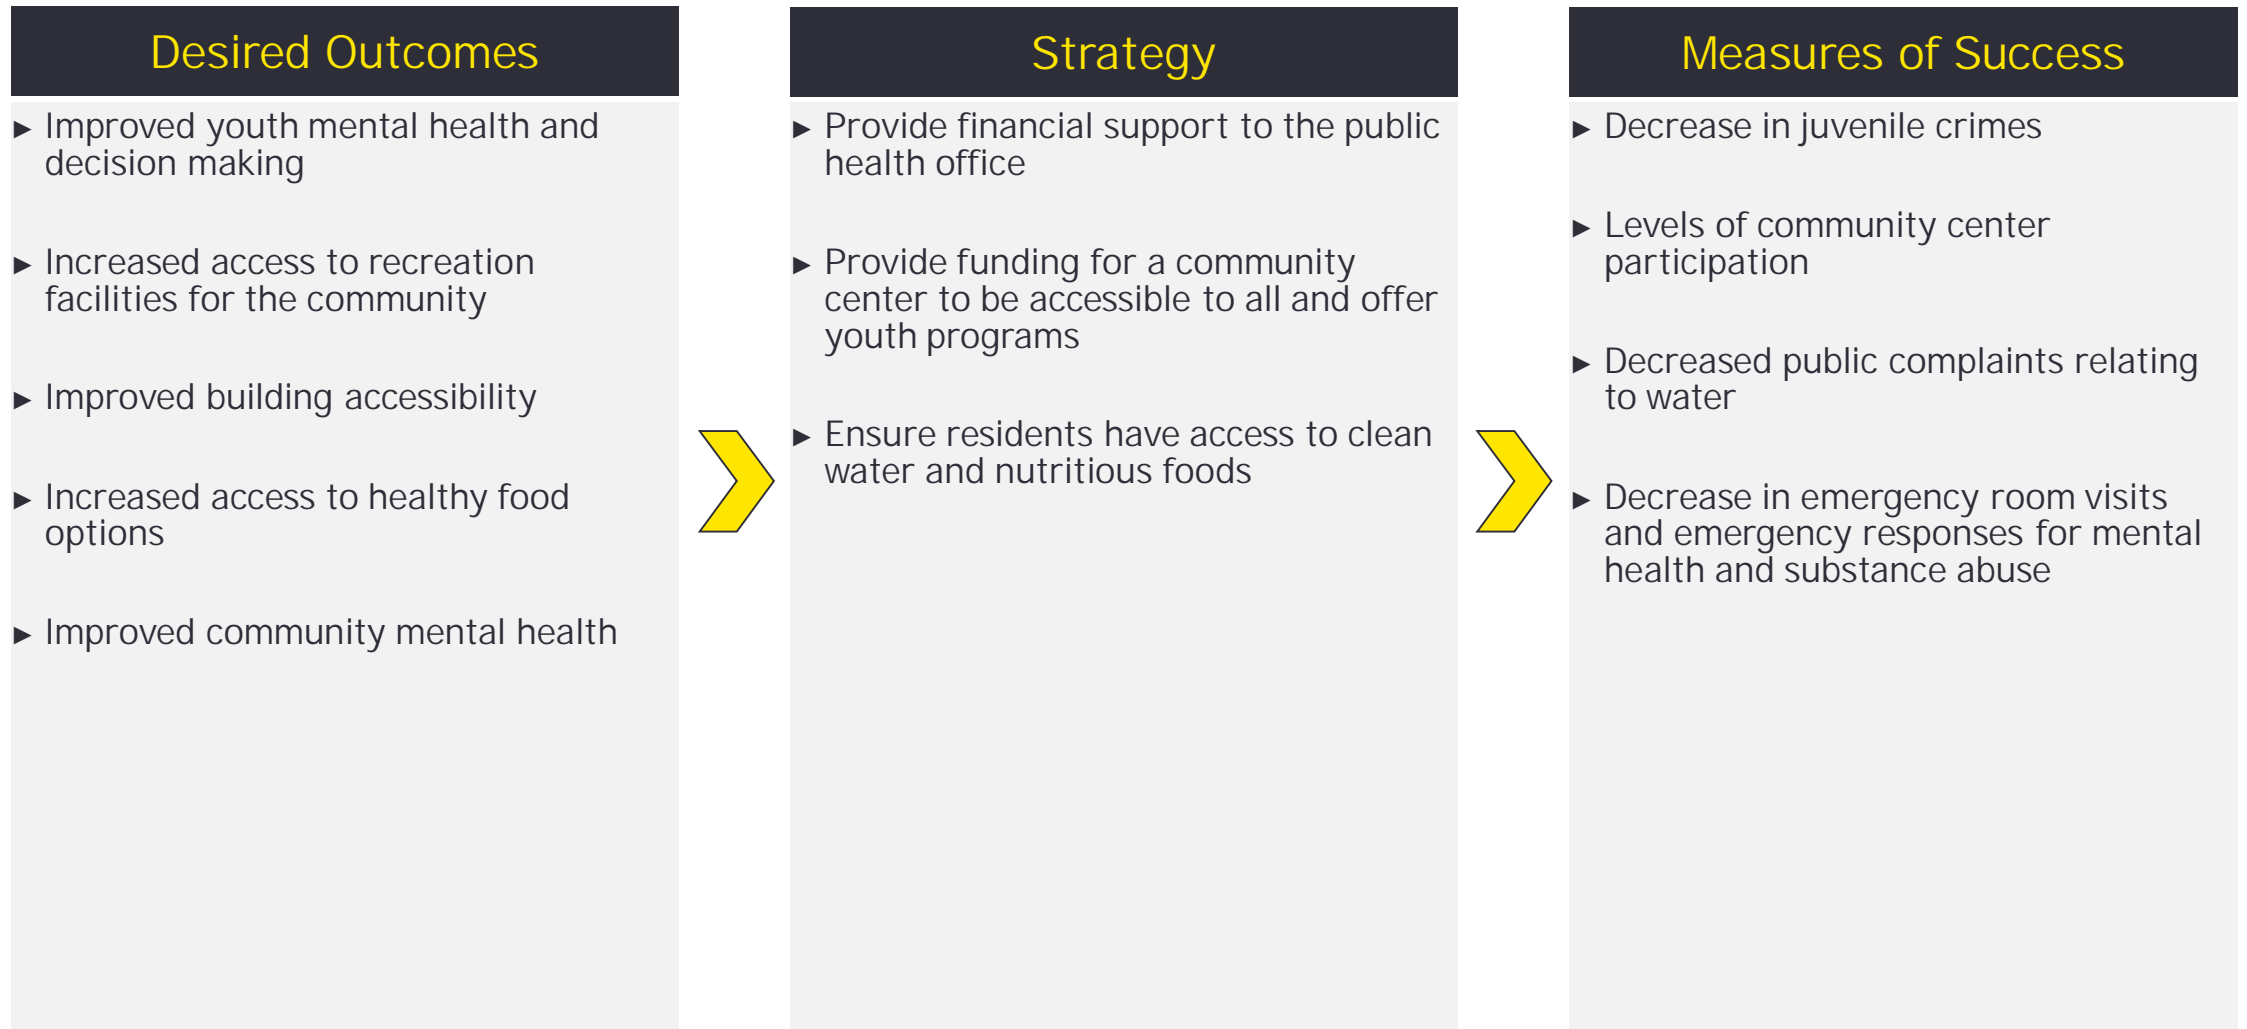 Desired Outcomes
► Improved youth mental health and
decision making
► Increased access to recreation
facilities for the community
► Improved building accessibility
► Increased access to healthy food
options
► Improved community mental health
Strategy
► Provide financial support to the public
health office
► Provide funding for a community
center to be accessible to all and offer
youth programs
► Ensure residents have access to clean
water and nutritious foods
Measures of Success
► Decrease in juvenile crimes
► Levels of community center
participation
► Decreased public complaints relating
to water
► Decrease in emergency room visits
and emergency responses for mental
health and substance abuse